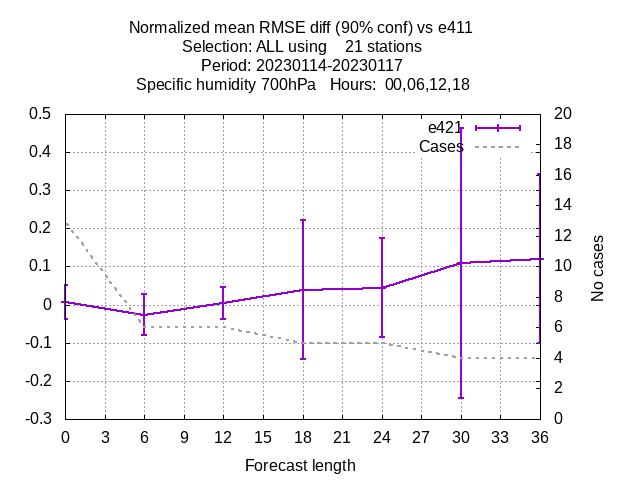 Normalized mean RMSE diff (90% conf) vs e411
Selection: ALL using    21 stations
Period: 20230114-20230117
Specific humidity 700hPa   Hours:  00,06,12,18
0.5
0.4
0.3
0.2
0.1
0
-0.1
-0.2
-0.3
e421
Cases
20
18
16
14
12
10
8
6
4
2
0
No cases
0 3 6 9 12 15 18 21 24 27 30 33 36
Forecast length